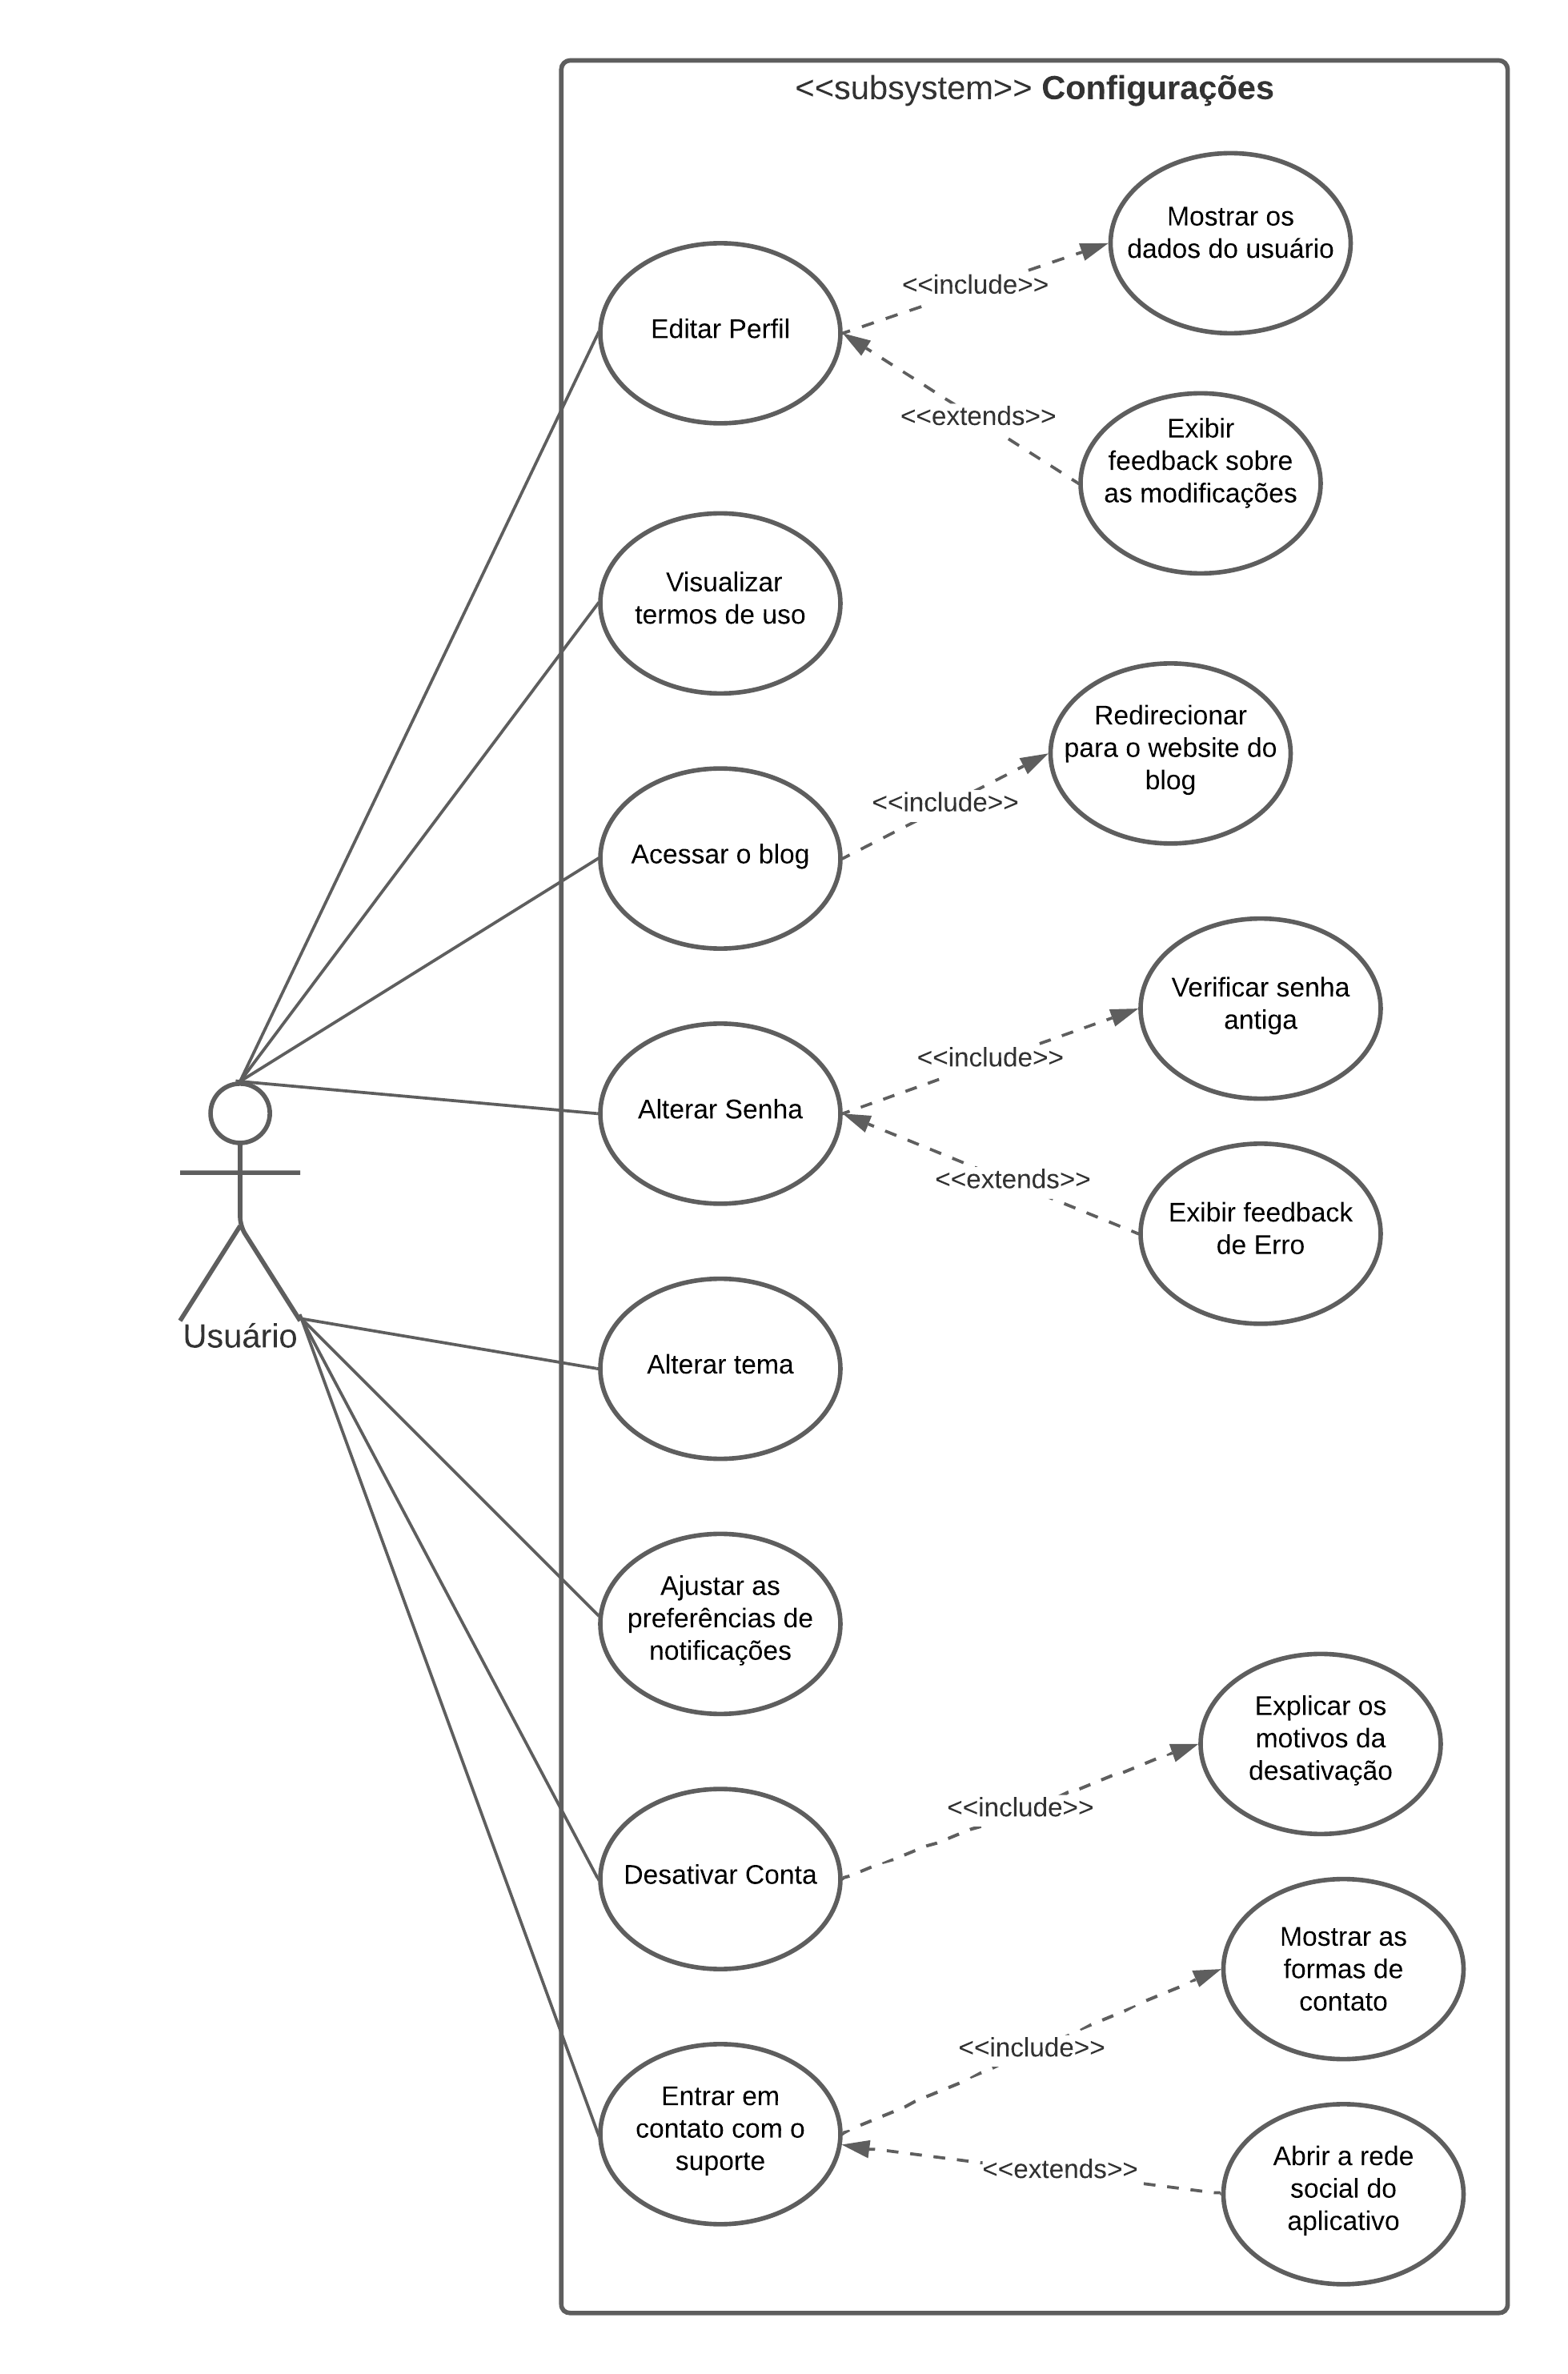 <<subsystem>> Configurações
Mostrar os
dados do usuário
<<include>>
Editar Perfil
<<extends>>
Exibir
feedback sobre
as modificações
Visualizar
termos de uso
Redirecionar
para o website do
blog
<<include>>
Acessar o blog
Verificar senha
antiga
<<include>>
Alterar Senha
<<extends>>
Exibir feedback
de Erro
Usuário
Alterar tema
Ajustar as
preferências de
notificações
Explicar os
motivos da
desativação
<<include>>
Desativar Conta
Mostrar as
formas de
contato
<<include>>
Entrar em
contato com o
suporte
<<extends>>
Abrir a rede
social do
aplicativo